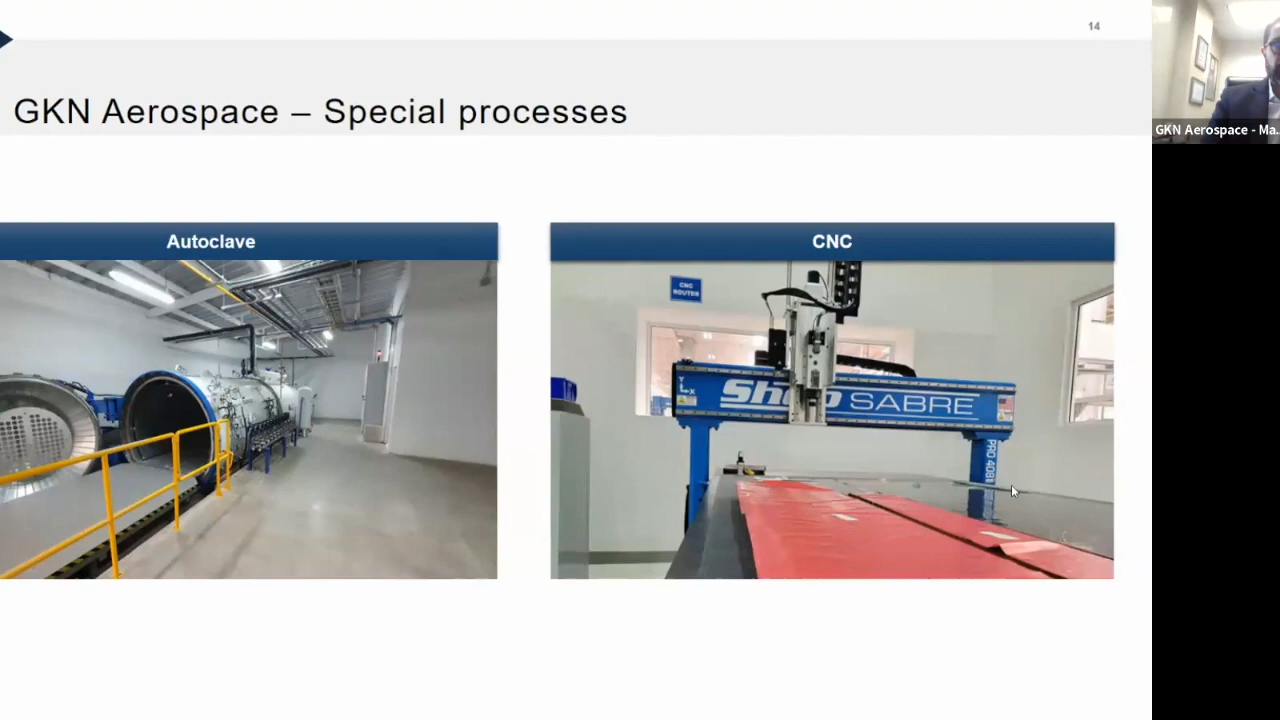 14
GKN Aerospace – Special processes
GKN Aerospace - Ma...
Autoclave
CNC
CNC
ROUTER
Y
X
SABRE
PRO 408